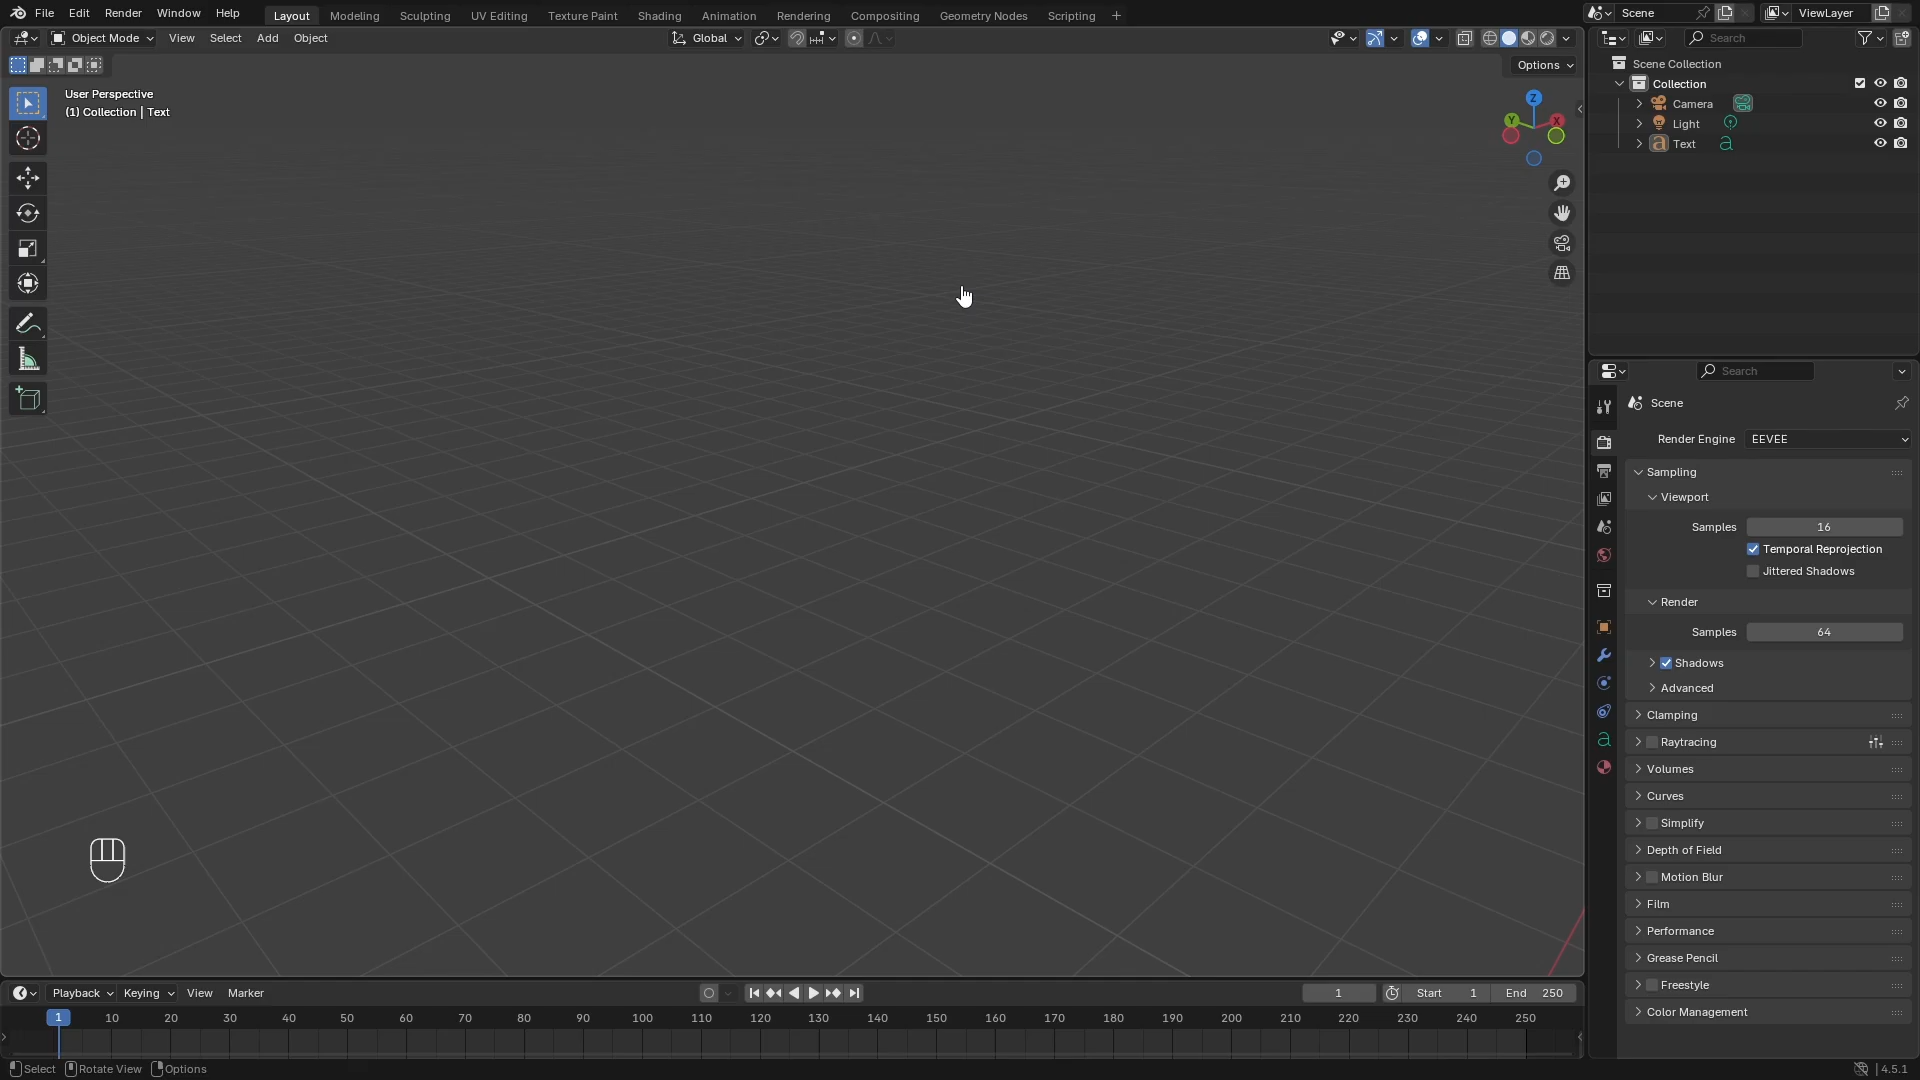 File Edit Render Window Help Layout Modeling Sculpting UV Editing Texture Paint Shading Animation Rendering Compositing Geometry Nodes Scripting + Scene ViewLayer
Object Mode View Select Add Object Global Search
Options
User Perspective
(1) Collection | Text
Z
Y X
Scene Collection
Collection
Camera
Light
Text
Search
Scene
Render Engine EEVEE
Sampling
Viewport
Samples 16
Temporal Reprojection
Jittered Shadows
Render
Samples 64
Shadows
Advanced
Clamping
Raytracing
Volumes
Curves
Simplify
Depth of Field
Motion Blur
Film
Performance
Grease Pencil
Freestyle
Color Management
Playback Keying View Marker 1 Start 1 End 250
1 10 20 30 40 50 60 70 80 90 100 110 120 130 140 150 160 170 180 190 200 210 220 230 240 250
Select Rotate View Options 4.5.1